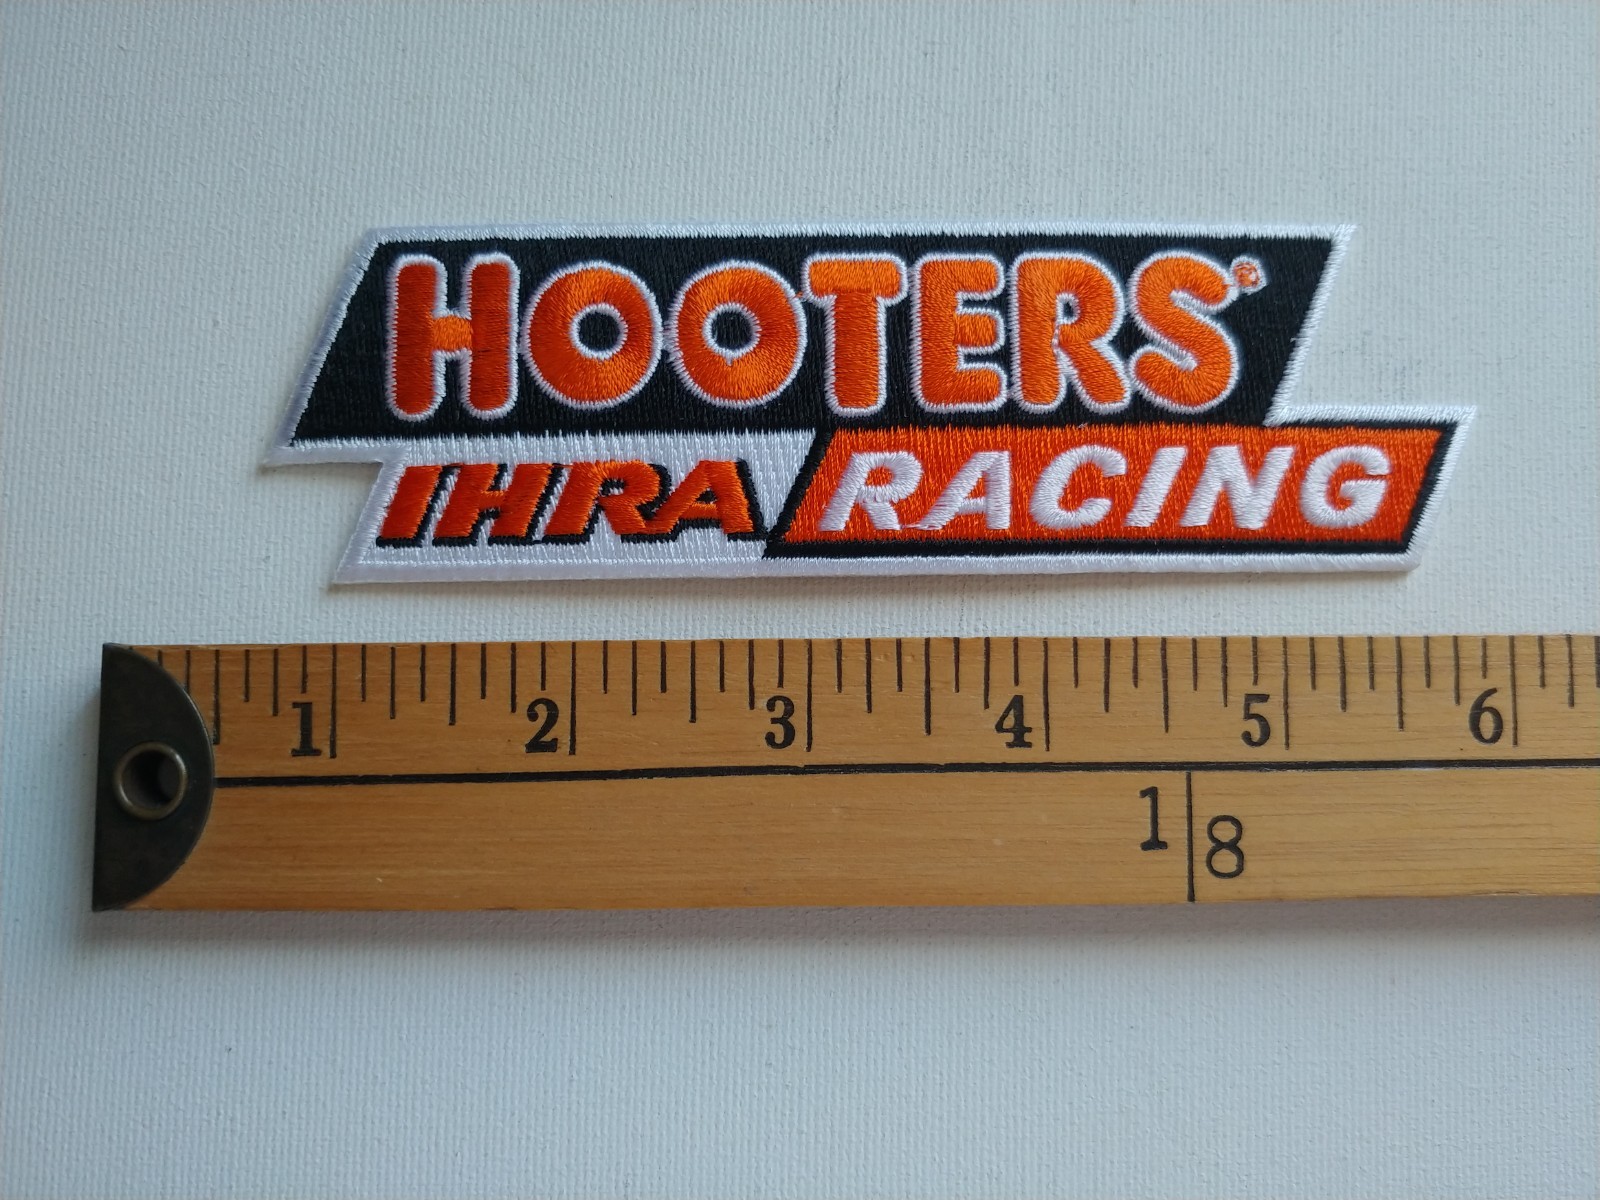 HOOTERS®
IHRA RACING
1 2 3 4 5 6
1 8